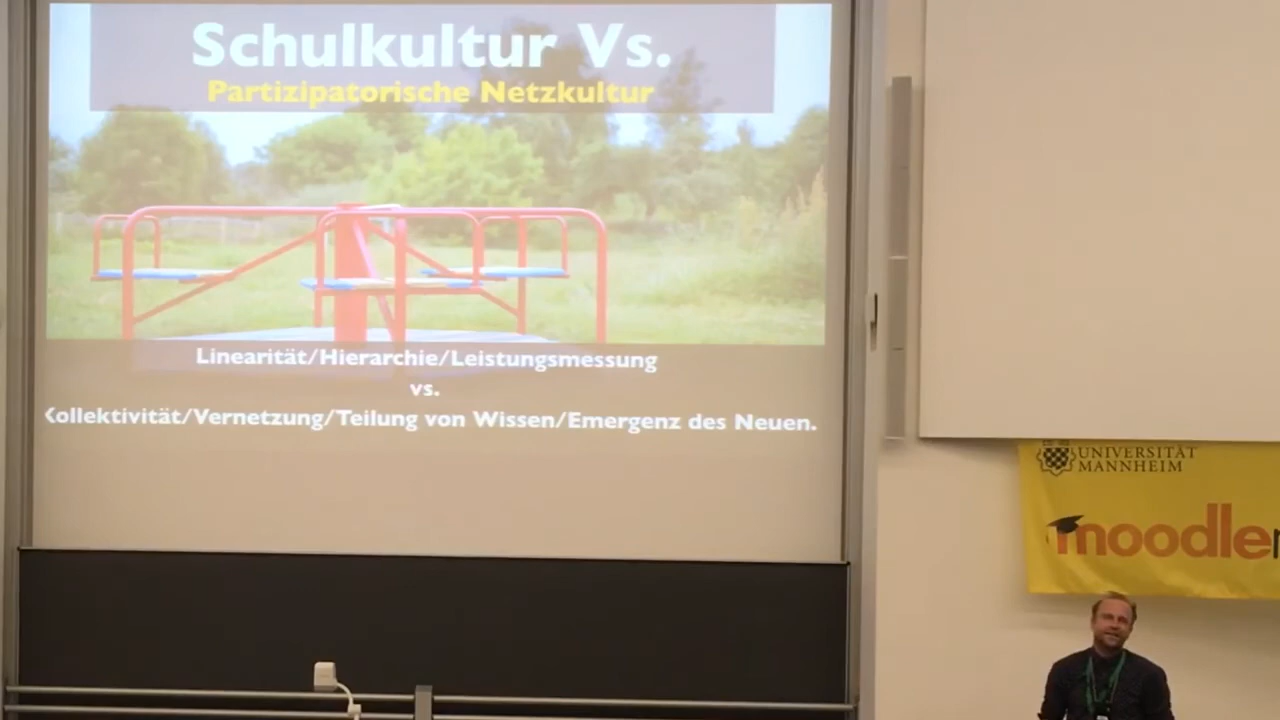 Schulkultur Vs.
Partizipatorische Netzkultur
Linearität/Hierarchie/Leistungsmessung
vs.
Kollektivität/Vernetzung/Teilung von Wissen/Emergenz des Neuen.
UNIVERSITÄT
MANNHEIM
moodle